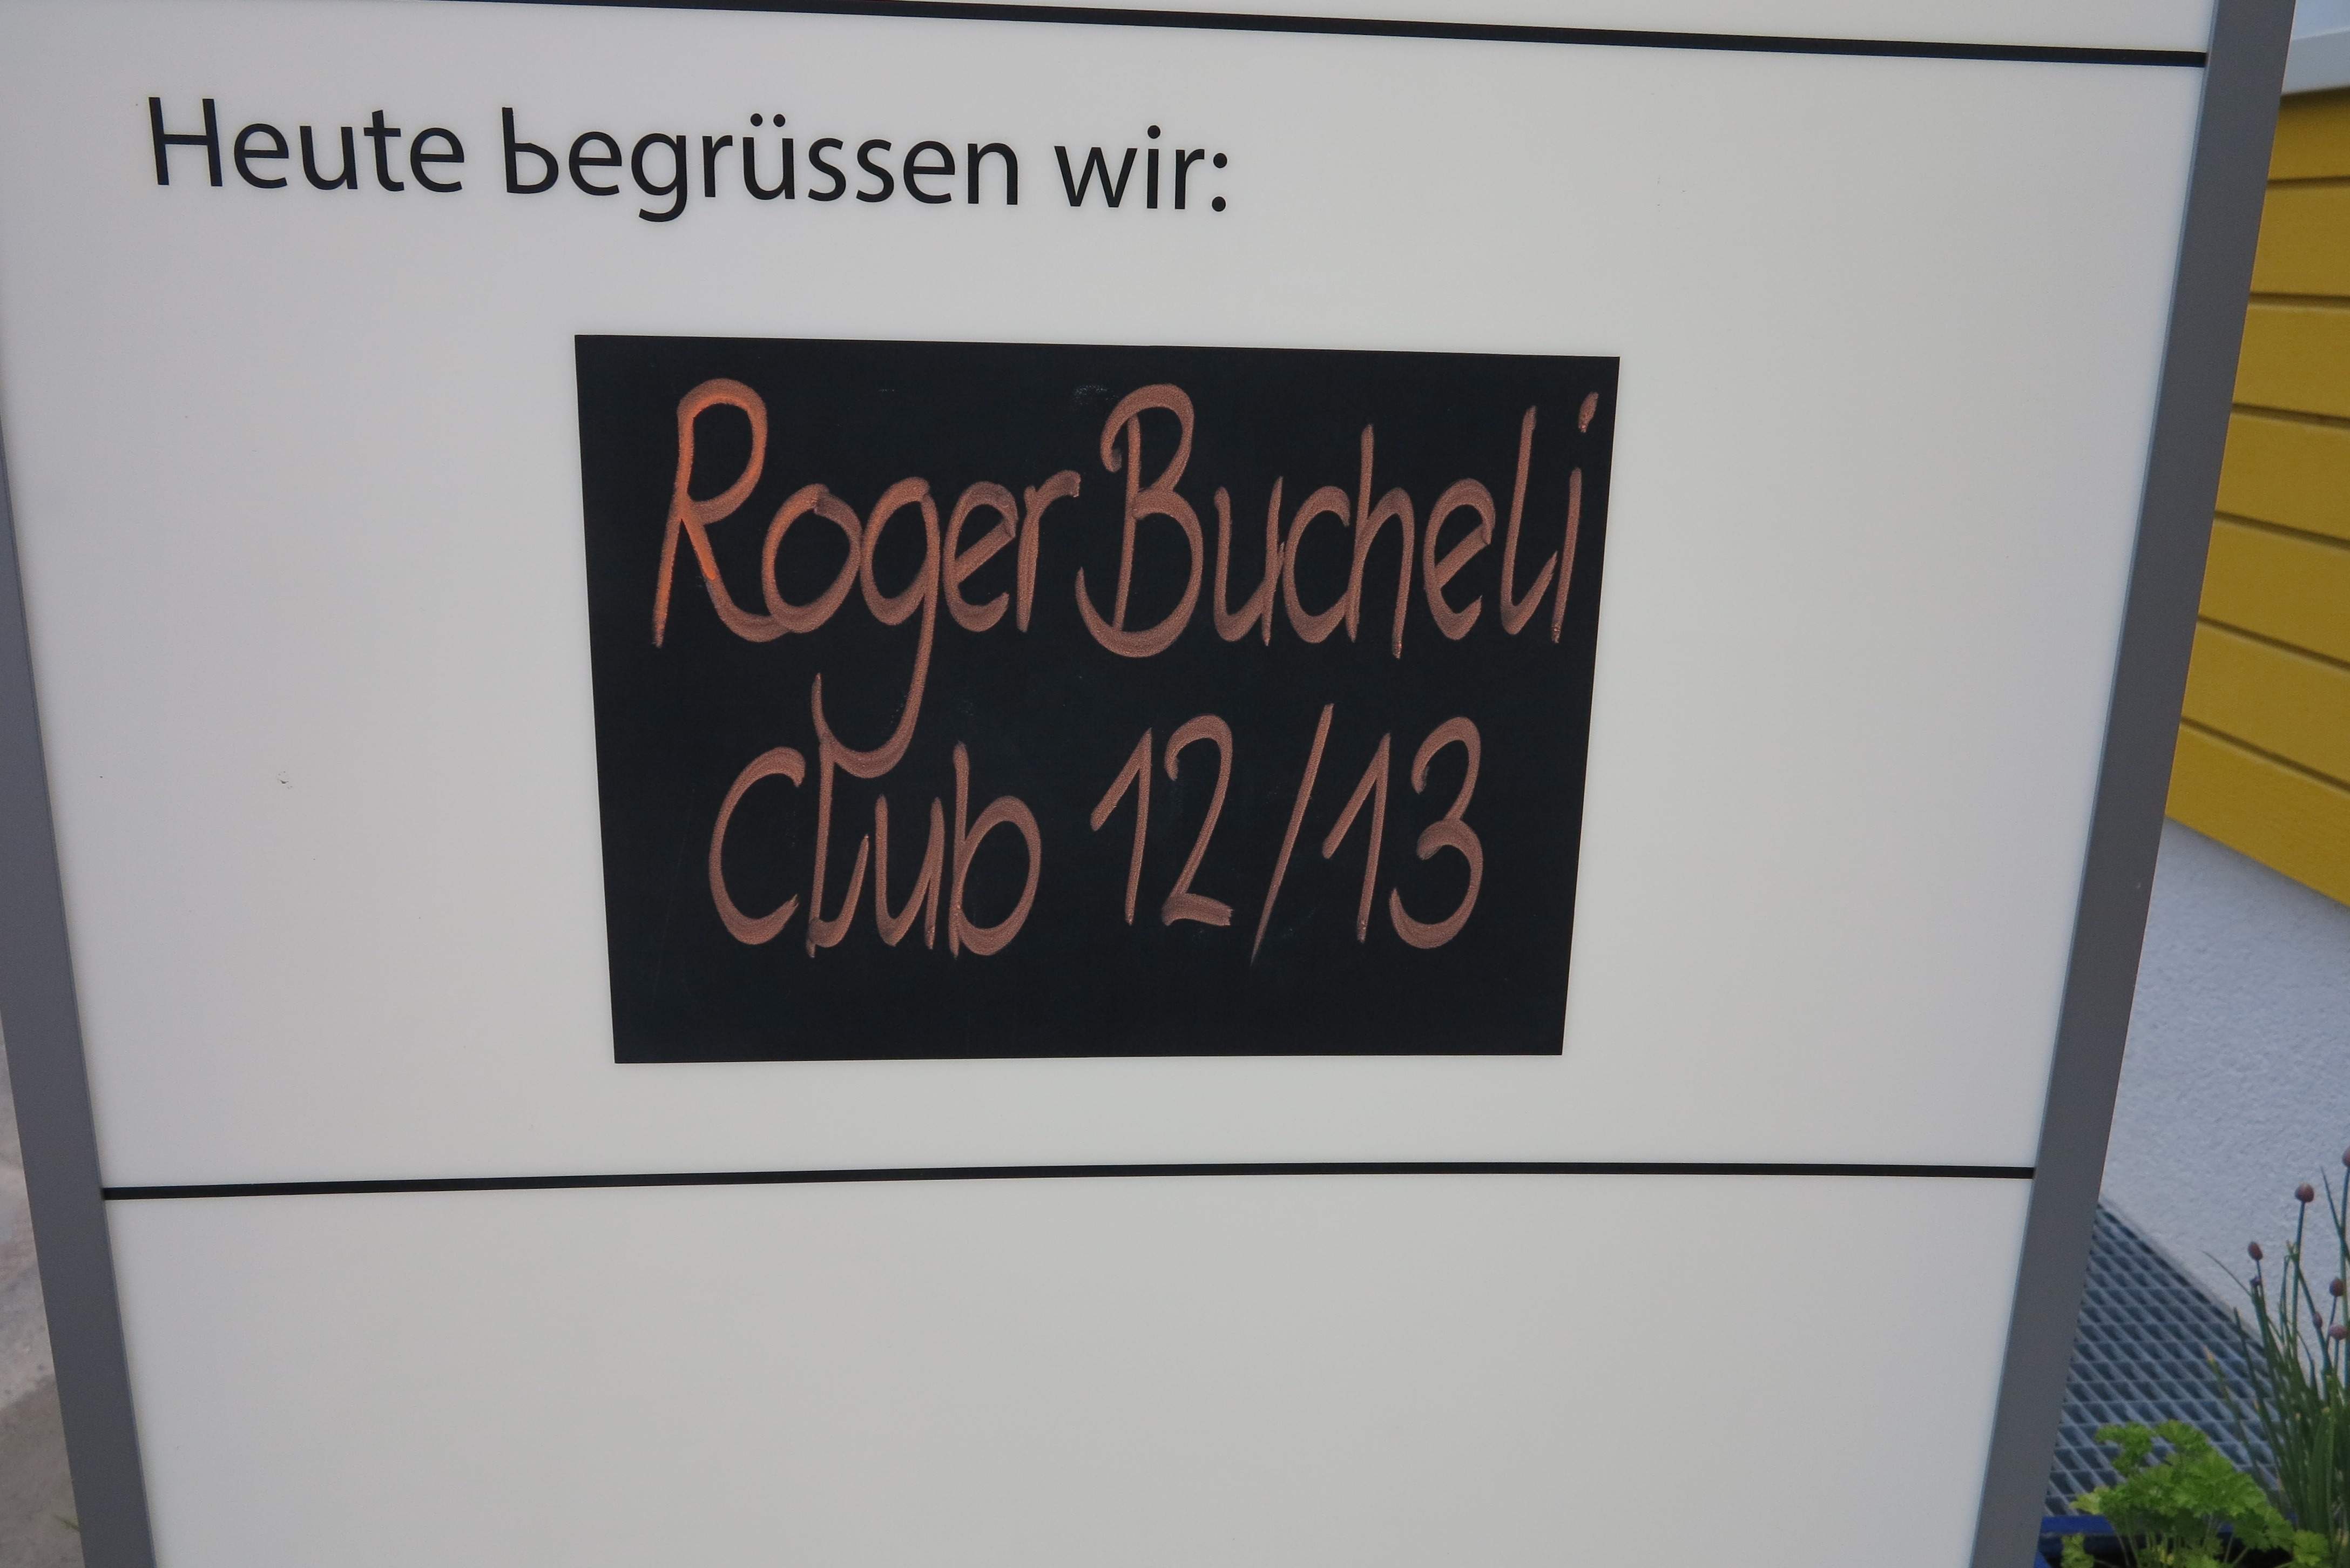 Heute begrüssen wir:
Roger Bucheli
Club 12/13